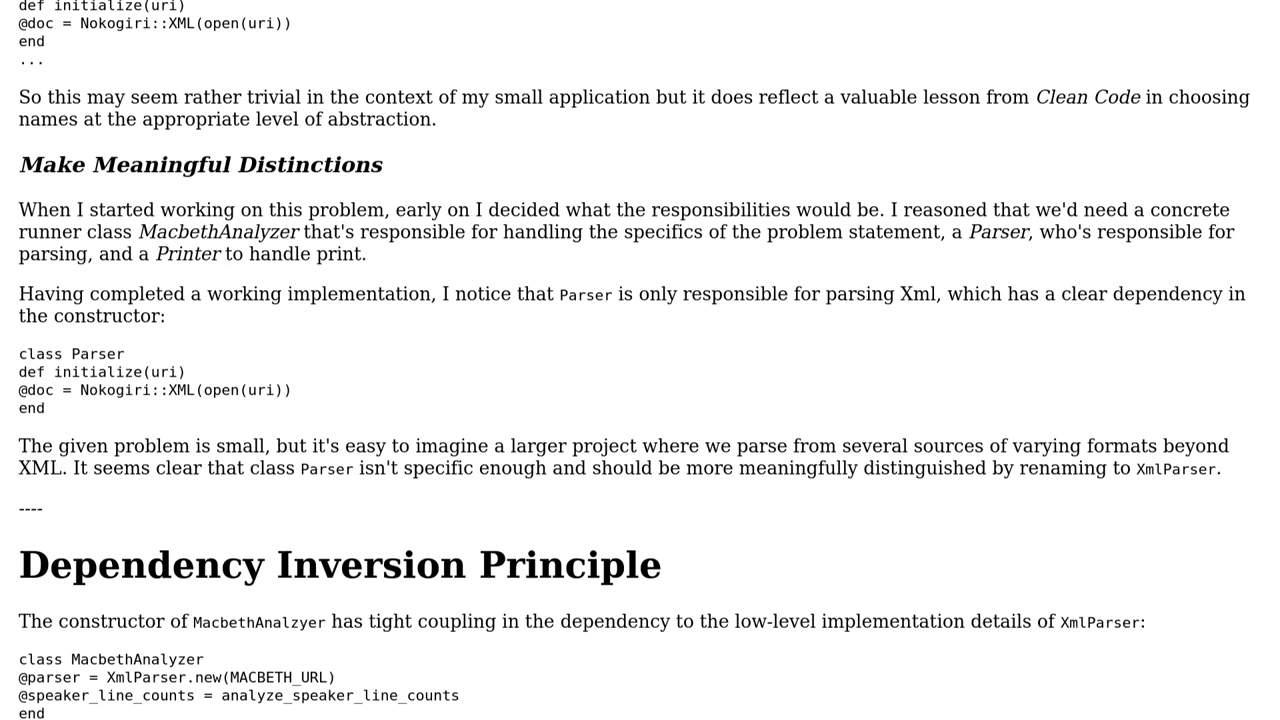 def initialize(uri)
@doc = Nokogiri::XML(open(uri))
end
...
So this may seem rather trivial in the context of my small application but it does reflect a valuable lesson from Clean Code in choosing
names at the appropriate level of abstraction.
Make Meaningful Distinctions
When I started working on this problem, early on I decided what the responsibilities would be. I reasoned that we'd need a concrete
runner class MacbethAnalyzer that's responsible for handling the specifics of the problem statement, a Parser, who's responsible for
parsing, and a Printer to handle print.
Having completed a working implementation, I notice that Parser is only responsible for parsing Xml, which has a clear dependency in
the constructor:
class Parser
def initialize(uri)
@doc = Nokogiri::XML(open(uri))
end
The given problem is small, but it's easy to imagine a larger project where we parse from several sources of varying formats beyond
XML. It seems clear that class Parser isn't specific enough and should be more meaningfully distinguished by renaming to XmlParser.
----
Dependency Inversion Principle
The constructor of MacbethAnalzyer has tight coupling in the dependency to the low-level implementation details of XmlParser:
class MacbethAnalyzer
@parser = XmlParser.new(MACBETH_URL)
@speaker_line_counts = analyze_speaker_line_counts
end